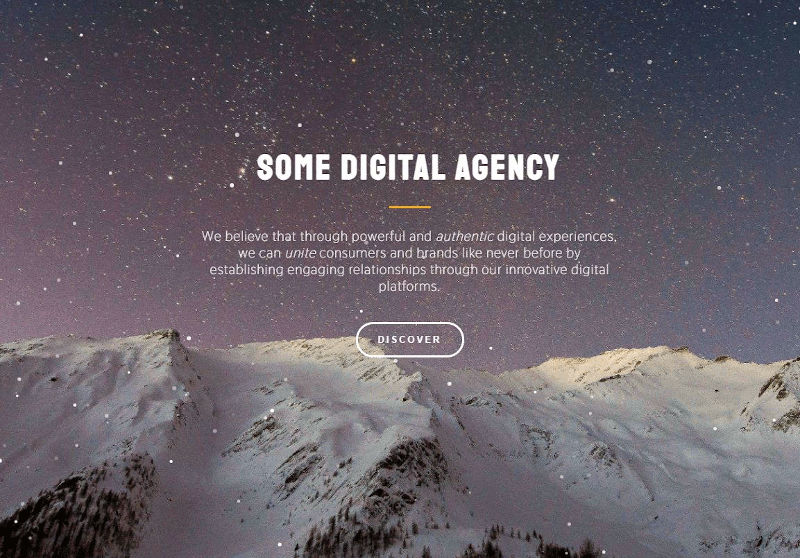 SOME DIGITAL AGENCY
We believe that through powerful and authentic digital experiences,
we can unite consumers and brands like never before by
establishing engaging relationships through our innovative digital
platforms.
DISCOVER